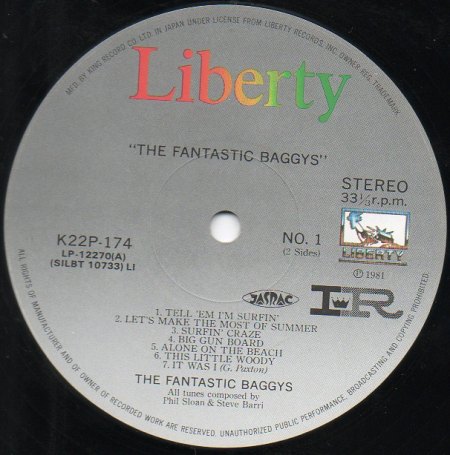 MFD. BY KING RECORD CO. LTD. IN JAPAN UNDER LICENSE FROM LIBERTY RECORDS, INC. OWNER REG. TRADEMARK
Liberty
"THE FANTASTIC BAGGYS"
STEREO
33⅓r.p.m.
K22P-174
LP-12270(A)
(SILBT 10733) LI
NO. 1
(2 Sides)
LIBERTY
Ⓟ 1981
JASRAC
IR
1. TELL 'EM I'M SURFIN'
2. LET'S MAKE THE MOST OF SUMMER
3. SURFIN' CRAZE
4. BIG GUN BOARD
5. ALONE ON THE BEACH
6. THIS LITTLE WOODY
7. IT WAS I (G. Paxton)
THE FANTASTIC BAGGYS
All tunes composed by
Phil Sloan & Steve Barri
ALL RIGHTS OF THE MANUFACTURER AND OF OWNER OF RECORDED WORK ARE RESERVED. UNAUTHORIZED PUBLIC PERFORMANCE, BROADCASTING AND COPYING PROHIBITED.